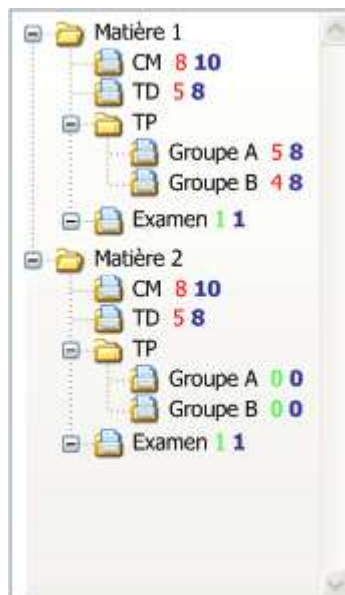 Matière 1
CM 8 10
TD 5 8
TP
Groupe A 5 8
Groupe B 4 8
Examen 1 1
Matière 2
CM 8 10
TD 5 8
TP
Groupe A 0 0
Groupe B 0 0
Examen 1 1